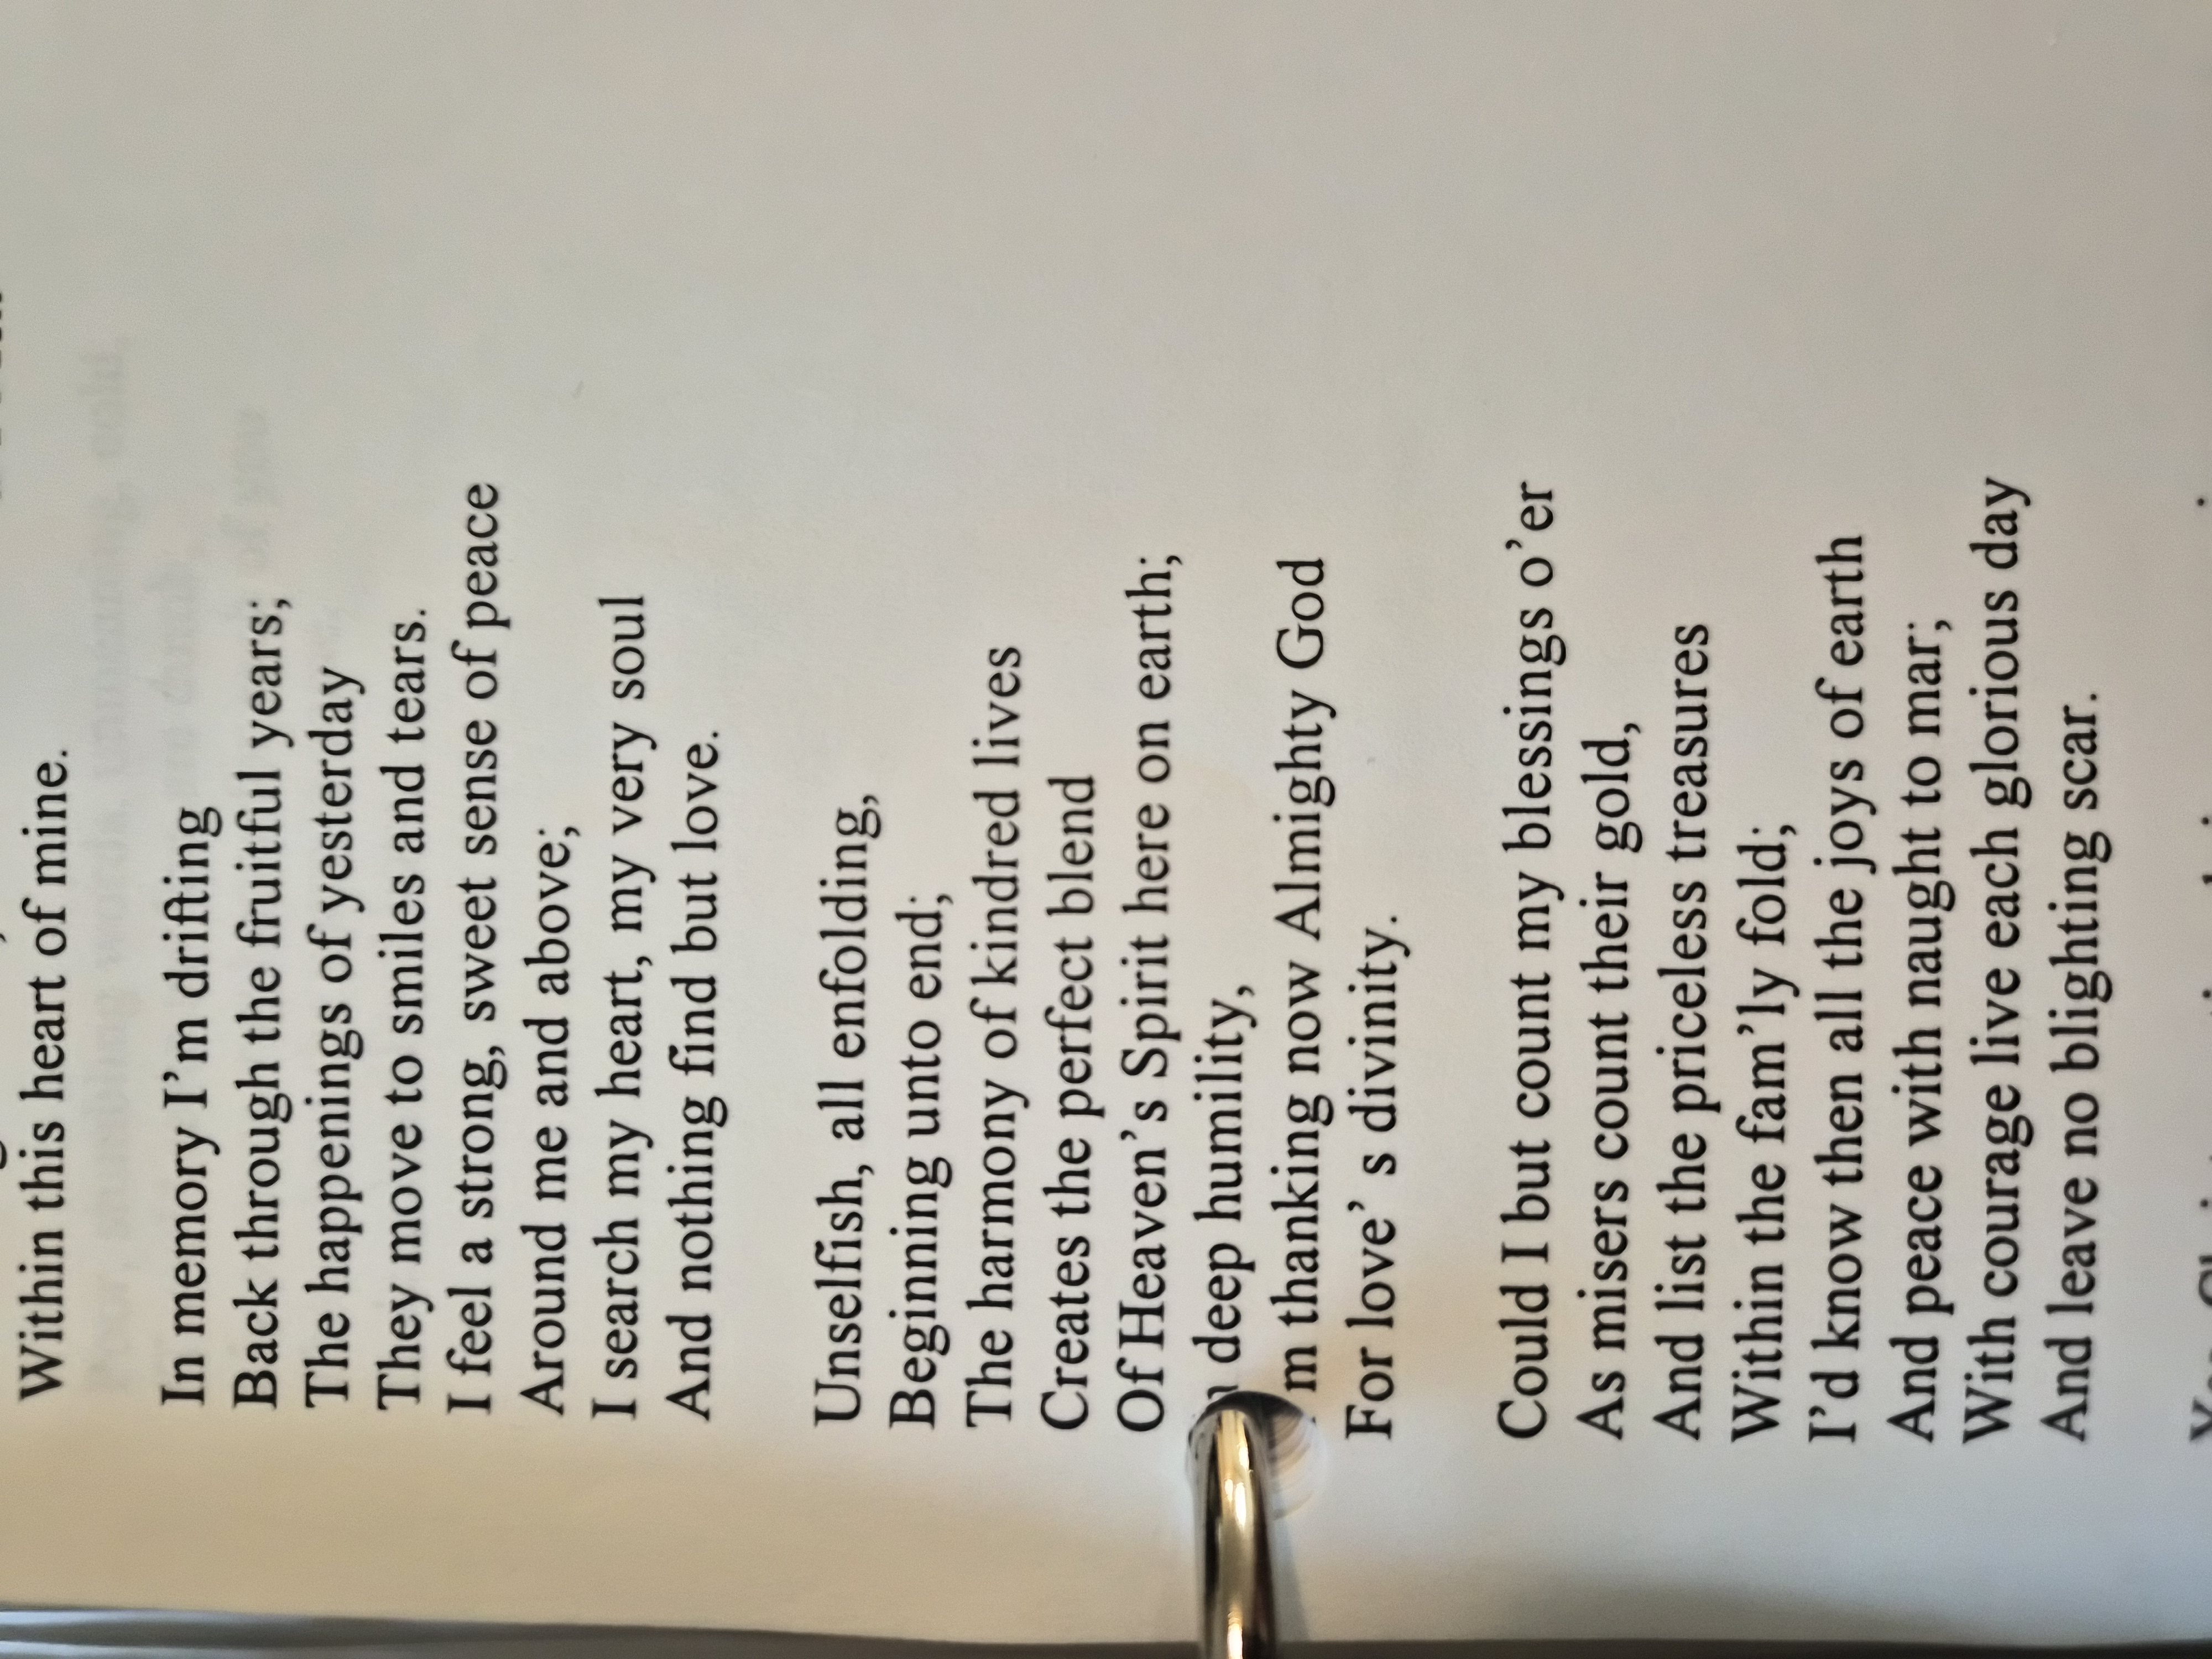 Within this heart of mine.
In memory I'm drifting
Back through the fruitful years;
The happenings of yesterday
They move to smiles and tears.
I feel a strong, sweet sense of peace
Around me and above;
I search my heart, my very soul
And nothing find but love.
Unselfish, all enfolding,
Beginning unto end;
The harmony of kindred lives
Creates the perfect blend
Of Heaven's Spirit here on earth;
deep humility,
'm thanking now Almighty God
For love' s divinity.
Could I but count my blessings o'er
As misers count their gold,
And list the priceless treasures
Within the fam'ly fold;
I'd know then all the joys of earth
And peace with naught to mar;
With courage live each glorious day
And leave no blighting scar.